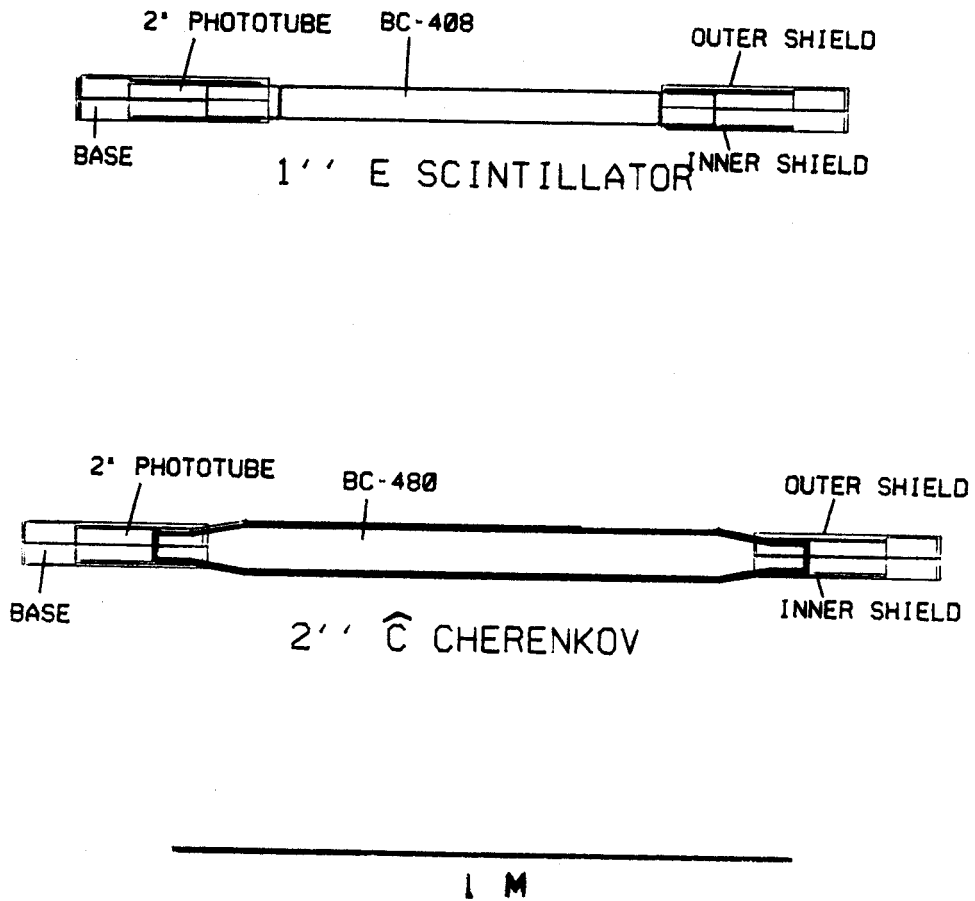 2" PHOTOTUBE
BC-408
OUTER SHIELD
BASE
INNER SHIELD
1'' E SCINTILLATOR
2" PHOTOTUBE
BC-480
OUTER SHIELD
BASE
INNER SHIELD
2'' Ĉ CHERENKOV
1 M